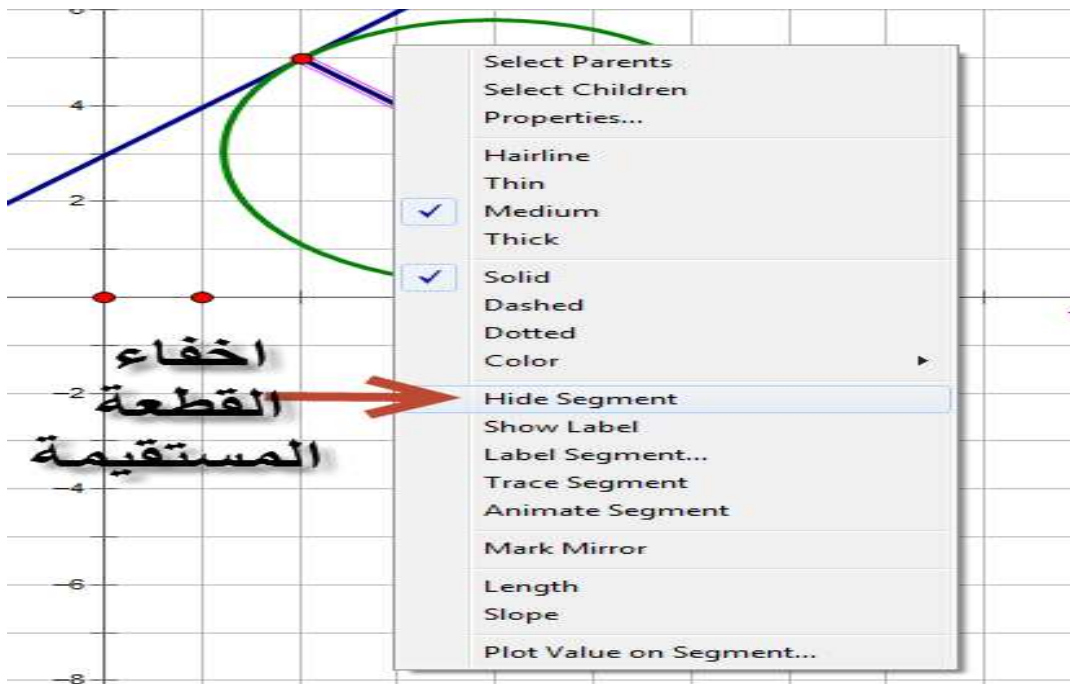 6
4
2
-2
-4
-6
-8
اخفاء
القطعة
المستقيمة
Select Parents
Select Children
Properties...
Hairline
Thin
Medium
Thick
Solid
Dashed
Dotted
Color
Hide Segment
Show Label
Label Segment...
Trace Segment
Animate Segment
Mark Mirror
Length
Slope
Plot Value on Segment...